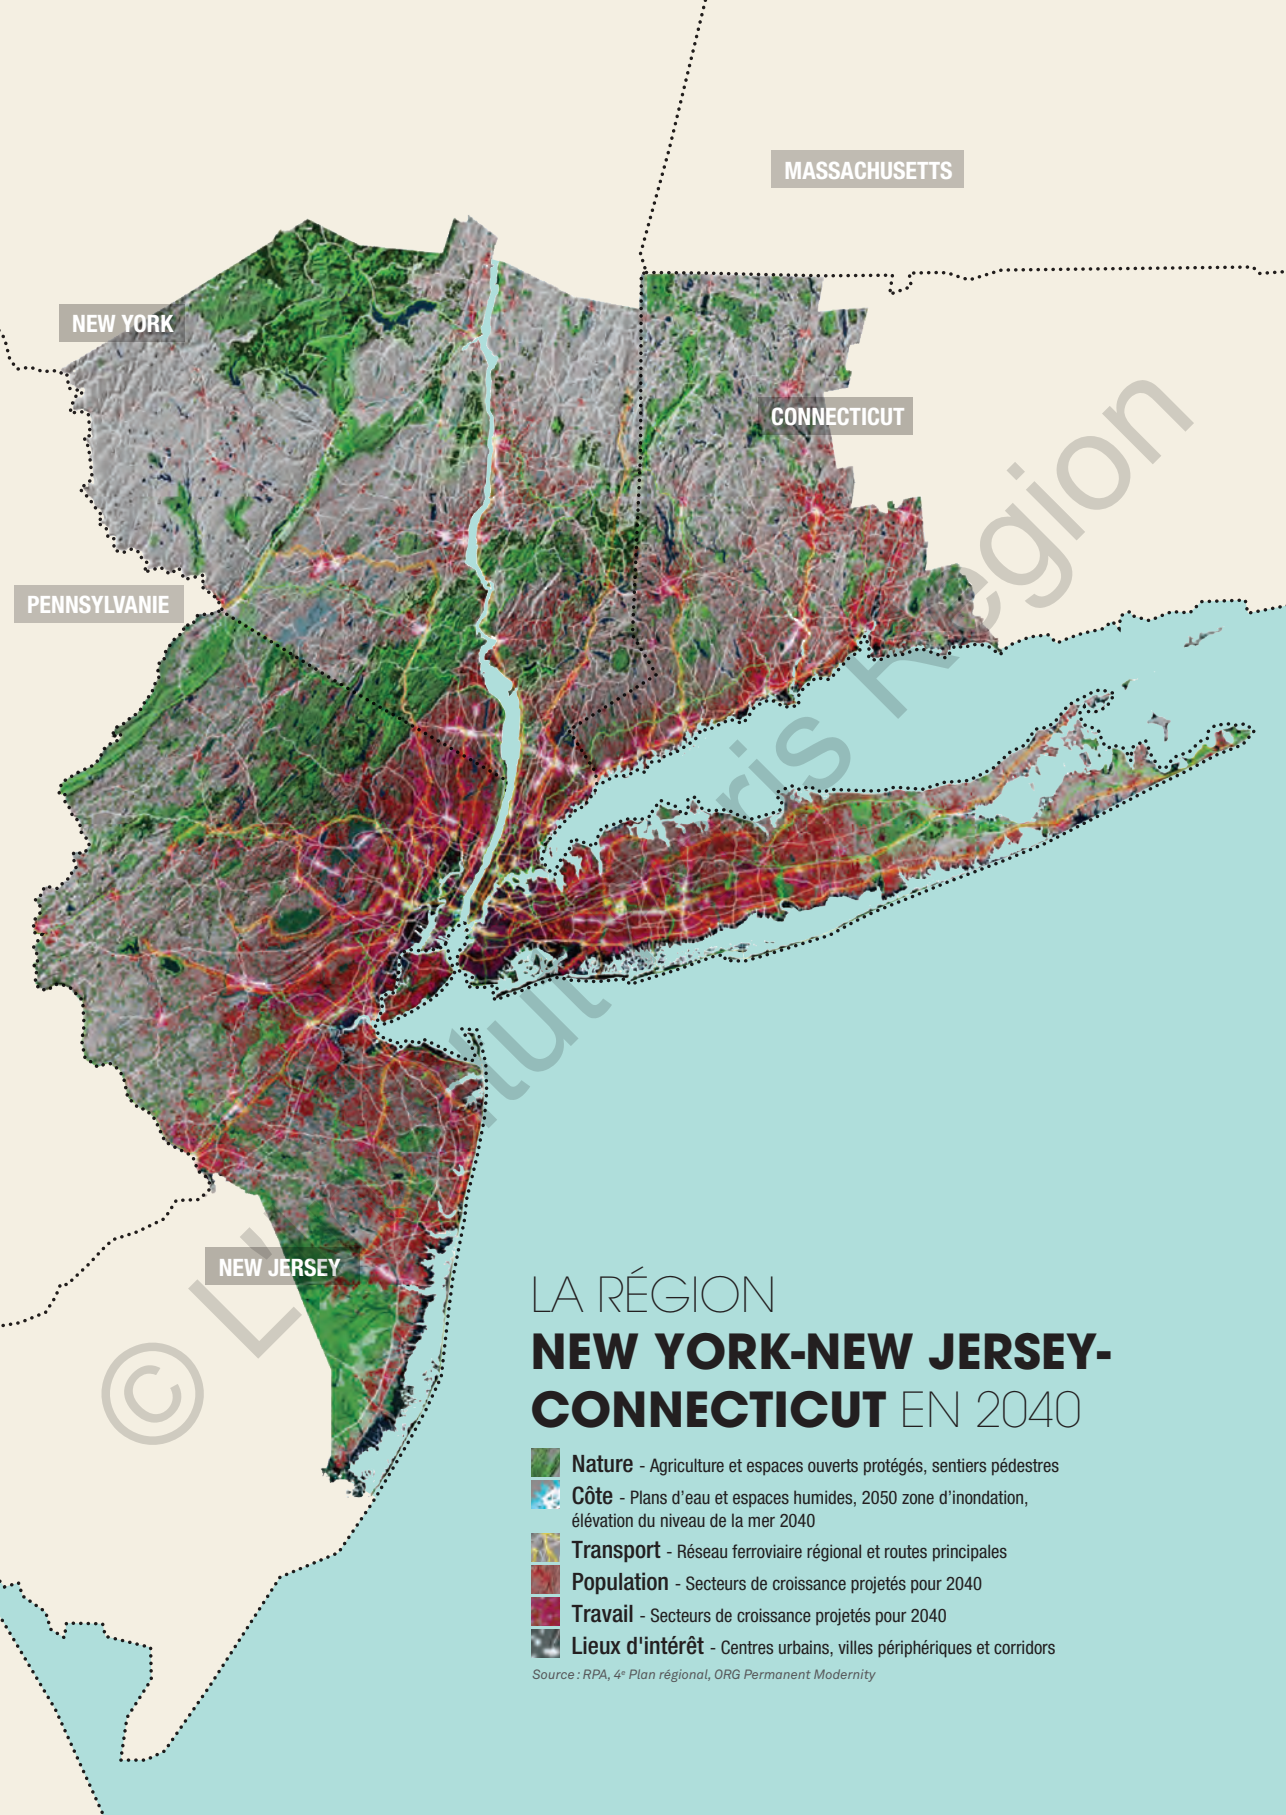 MASSACHUSETTS
NEW YORK
CONNECTICUT
PENNSYLVANIE
NEW JERSEY
© L'Institut Paris Region
LA RÉGION
NEW YORK-NEW JERSEY-
CONNECTICUT EN 2040
Nature - Agriculture et espaces ouverts protégés, sentiers pédestres
Côte - Plans d'eau et espaces humides, 2050 zone d'inondation,
élévation du niveau de la mer 2040
Transport - Réseau ferroviaire régional et routes principales
Population - Secteurs de croissance projetés pour 2040
Travail - Secteurs de croissance projetés pour 2040
Lieux d'intérêt - Centres urbains, villes périphériques et corridors
Source : RPA, 4e Plan régional, ORG Permanent Modernity